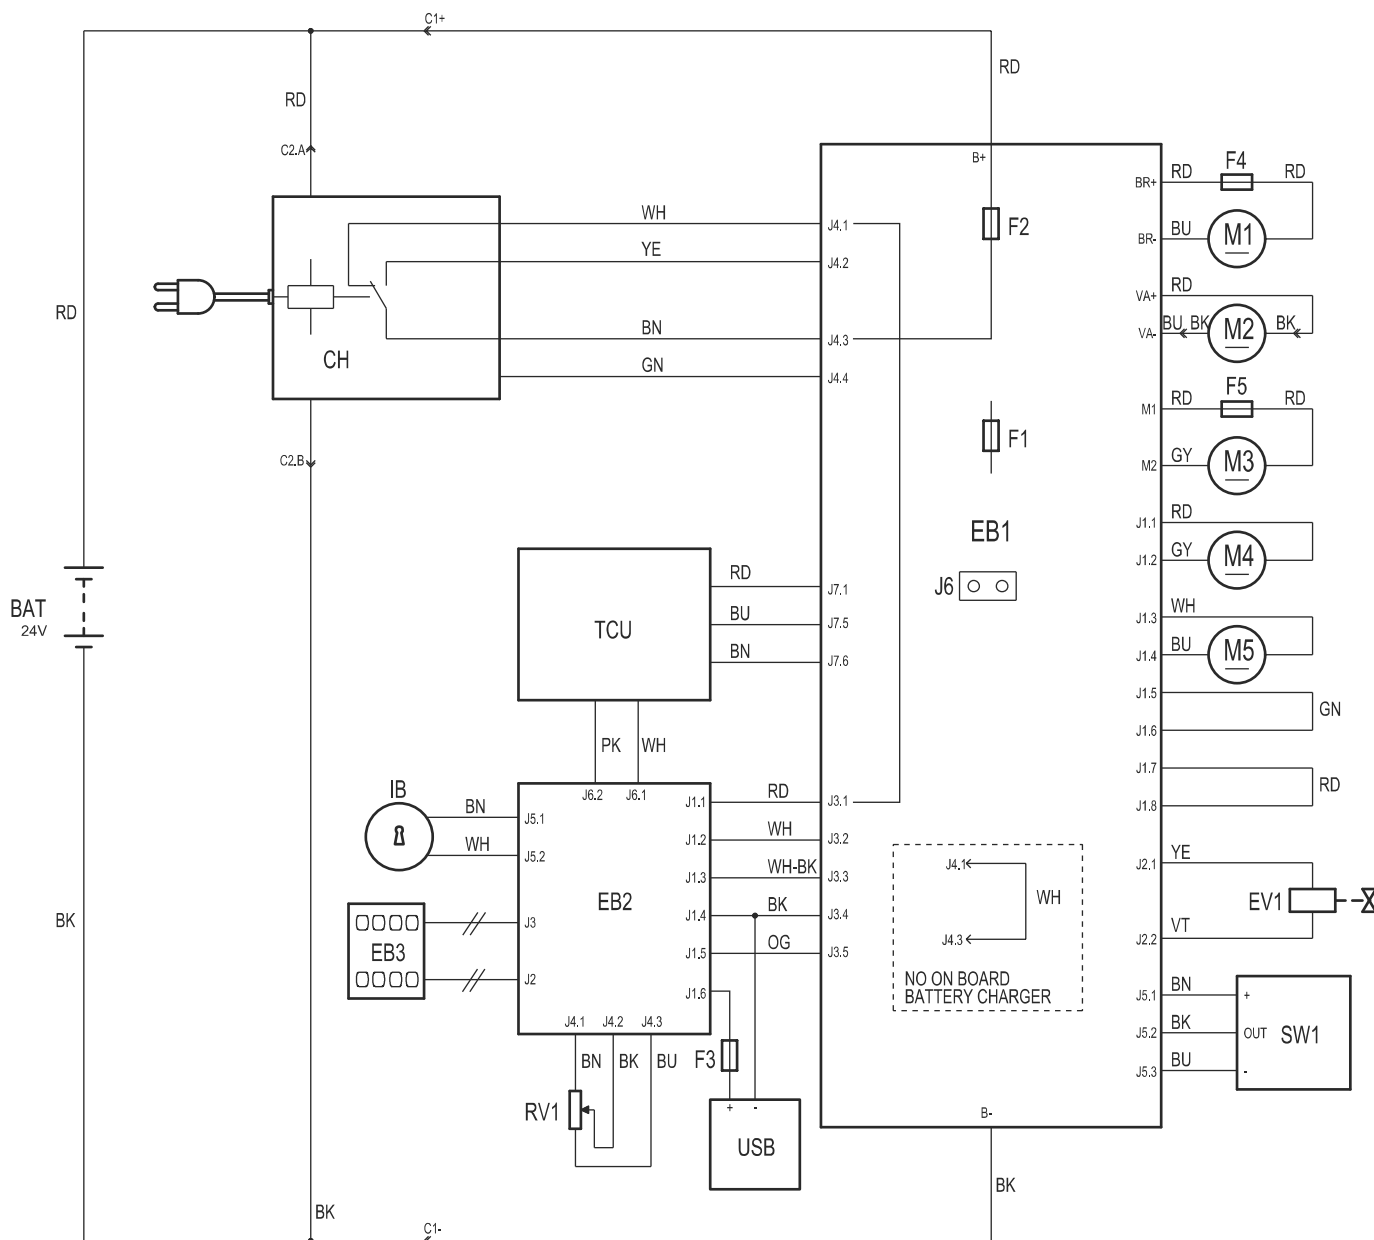 C1+
RD
RD
C2.A
B+
BR+
RD
F4
RD
WH
J4.1
F2
BU
M1
BR-
YE
J4.2
VA+
RD
RD
BN
J4.3
VA-
BU
BK
M2
BK
CH
GN
J4.4
F5
M1
RD
RD
C2.B
F1
M2
GY
M3
J1.1
RD
EB1
J1.2
GY
M4
RD
J7.1
J6
BAT
24V
TCU
BU
J7.5
J1.3
WH
BN
J7.6
J1.4
BU
M5
J1.5
GN
J1.6
PK
WH
J1.7
RD
J1.8
IB
BN
J5.1
J6.2
J6.1
J1.1
RD
J3.1
WH
J5.2
J1.2
WH
J3.2
J1.3
WH-BK
J3.3
EB2
J4.1
WH
J4.3
NO ON BOARD
BATTERY CHARGER
J2.1
YE
EV1
J2.2
VT
BK
EB3
J3
J2
J1.4
BK
J3.4
J1.5
OG
J3.5
J1.6
J4.1
J4.2
J4.3
BN
BK
BU
F3
RV1
+
-
USB
J5.1
BN
+
J5.2
BK
OUT
SW1
J5.3
BU
-
B-
BK
BK
C1-